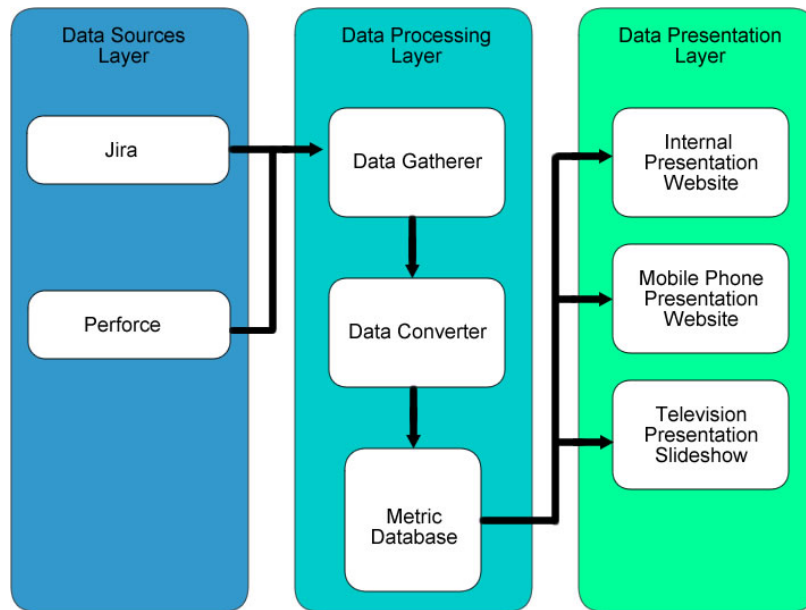 Data Sources
Layer
Jira
Perforce
Data Processing
Layer
Data Gatherer
Data Converter
Metric
Database
Data Presentation
Layer
Internal
Presentation
Website
Mobile Phone
Presentation
Website
Television
Presentation
Slideshow